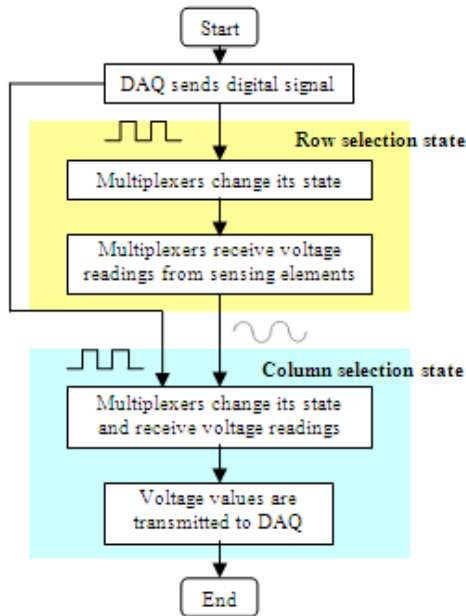 Start
DAQ sends digital signal
Row selection state
Multiplexers change its state
Multiplexers receive voltage
readings from sensing elements
Column selection state
Multiplexers change its state
and receive voltage readings
Voltage values are
transmitted to DAQ
End